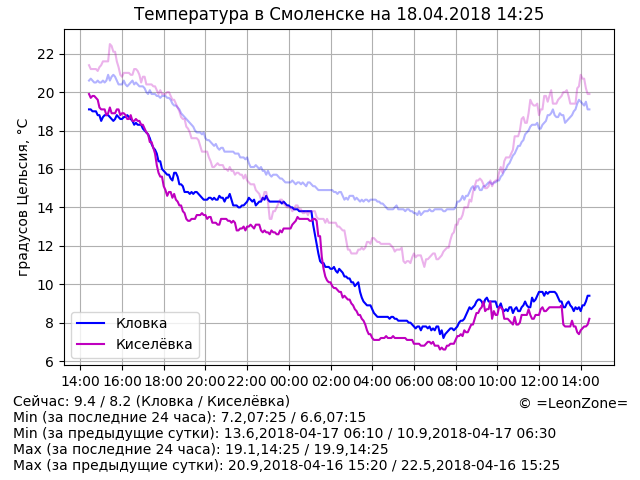 Температура в Смоленске на 18.04.2018 14:25
градусов Цельсия, °C
22
20
18
16
14
12
10
8
6
Кловка
Киселёвка
14:00 16:00 18:00 20:00 22:00 00:00 02:00 04:00 06:00 08:00 10:00 12:00 14:00
Сейчас: 9.4 / 8.2 (Кловка / Киселёвка)
© =LeonZone=
Min (за последние 24 часа): 7.2,07:25 / 6.6,07:15
Min (за предыдущие сутки): 13.6,2018-04-17 06:10 / 10.9,2018-04-17 06:30
Max (за последние 24 часа): 19.1,14:25 / 19.9,14:25
Max (за предыдущие сутки): 20.9,2018-04-16 15:20 / 22.5,2018-04-16 15:25